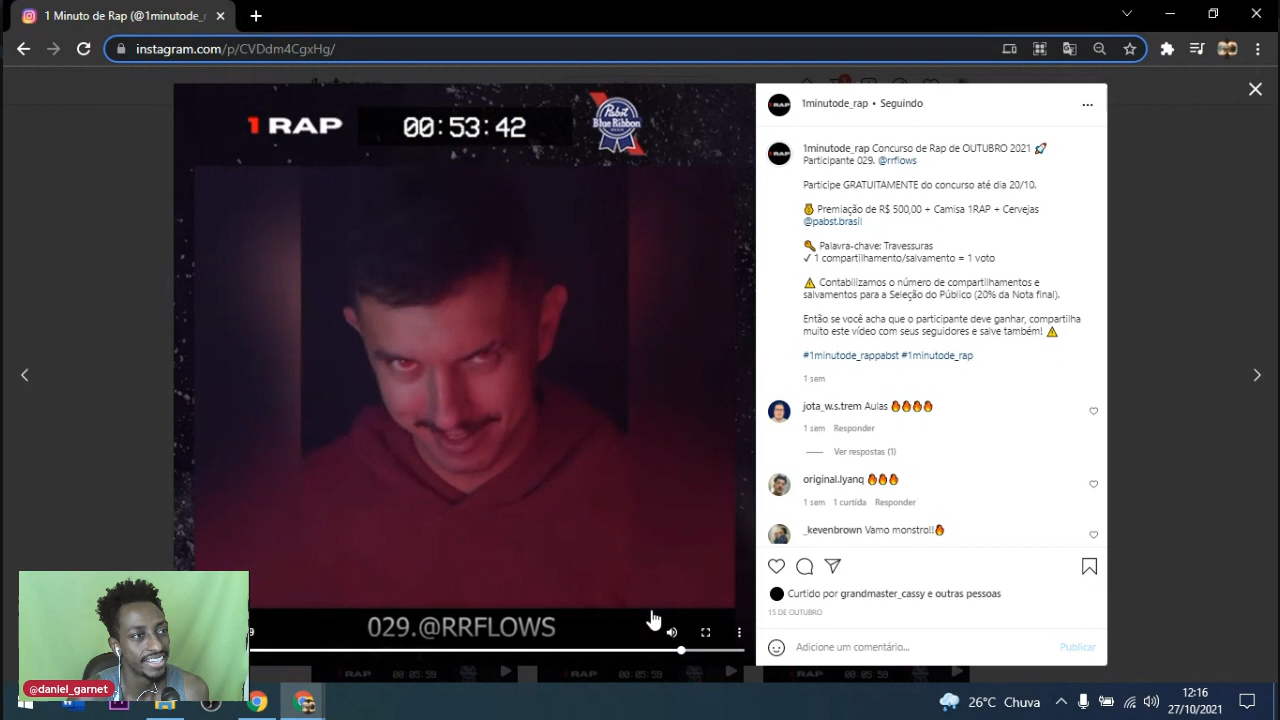 1 Minuto de Rap (@1minutode_r
instagram.com/p/CVDdm4CgxHg/
1 RAP
00:53:42
Pabst
Blue Ribbon
1minutode_rap • Seguindo
1minutode_rap Concurso de Rap de OUTUBRO 2021 🚀
Participante 029. @rrflows
Participe GRATUITAMENTE do concurso até dia 20/10.
🥇 Premiação de R$ 500,00 + Camisa 1RAP + Cervejas
@pabst.brasil
🔑 Palavra-chave: Travessuras
✓ 1 compartilhamento/salvamento = 1 voto
⚠ Contabilizamos o número de compartilhamentos e
salvamentos para a Seleção do Público (20% da Nota final).
Então se você acha que o participante deve ganhar, compartilha
muito este vídeo com seus seguidores e salve também! ⚠
#1minutode_rappabst #1minutode_rap
1 sem
jota_w.s.trem Aulas 🔥🔥🔥🔥
1 sem Responder
Ver respostas (1)
original.lyanq 🔥🔥🔥
1 sem 1 curtida Responder
_kevenbrown Vamo monstro!!🔥
Curtido por grandmaster_cassy e outras pessoas
15 DE OUTUBRO
Adicione um comentário...
Publicar
029.@RRFLOWS
@daniel_garnet
26°C Chuva
12:16
27/10/2021